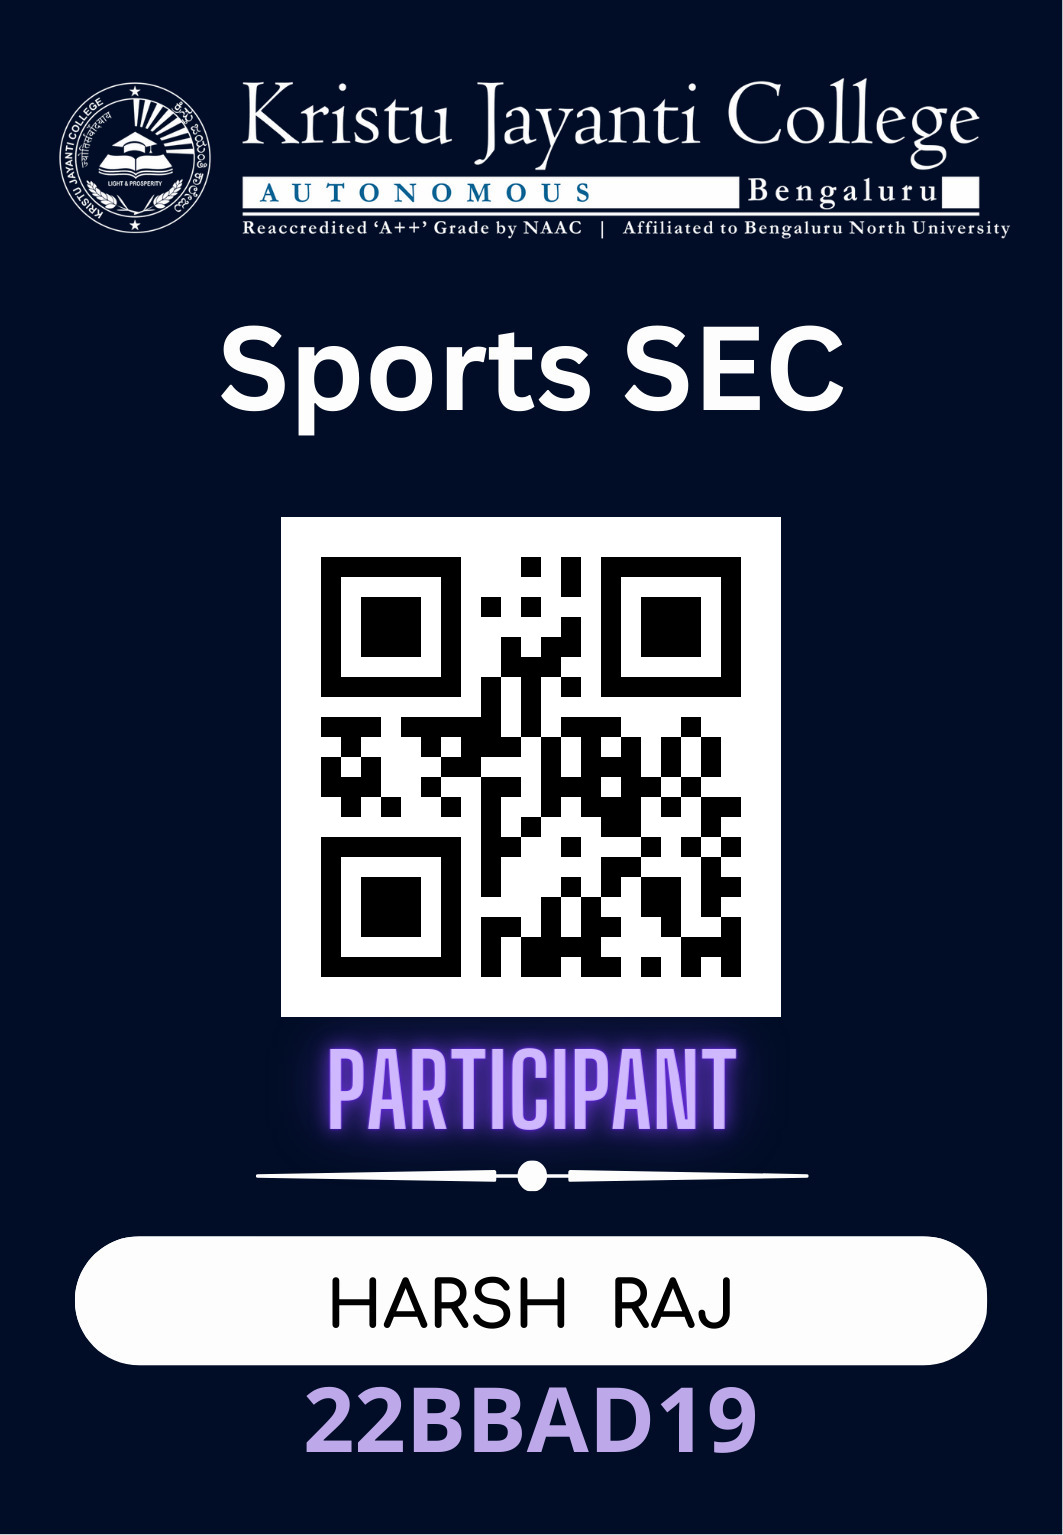 KRISTU JAYANTI COLLEGE
ಕ್ರಿಸ್ತು ಜಯಂತಿ ಕಾಲೇಜು
LIGHT & PROSPERITY
Kristu Jayanti College
AUTONOMOUS Bengaluru
Reaccredited ‘A++’ Grade by NAAC | Affiliated to Bengaluru North University
Sports SEC
PARTICIPANT
HARSH RAJ
22BBAD19